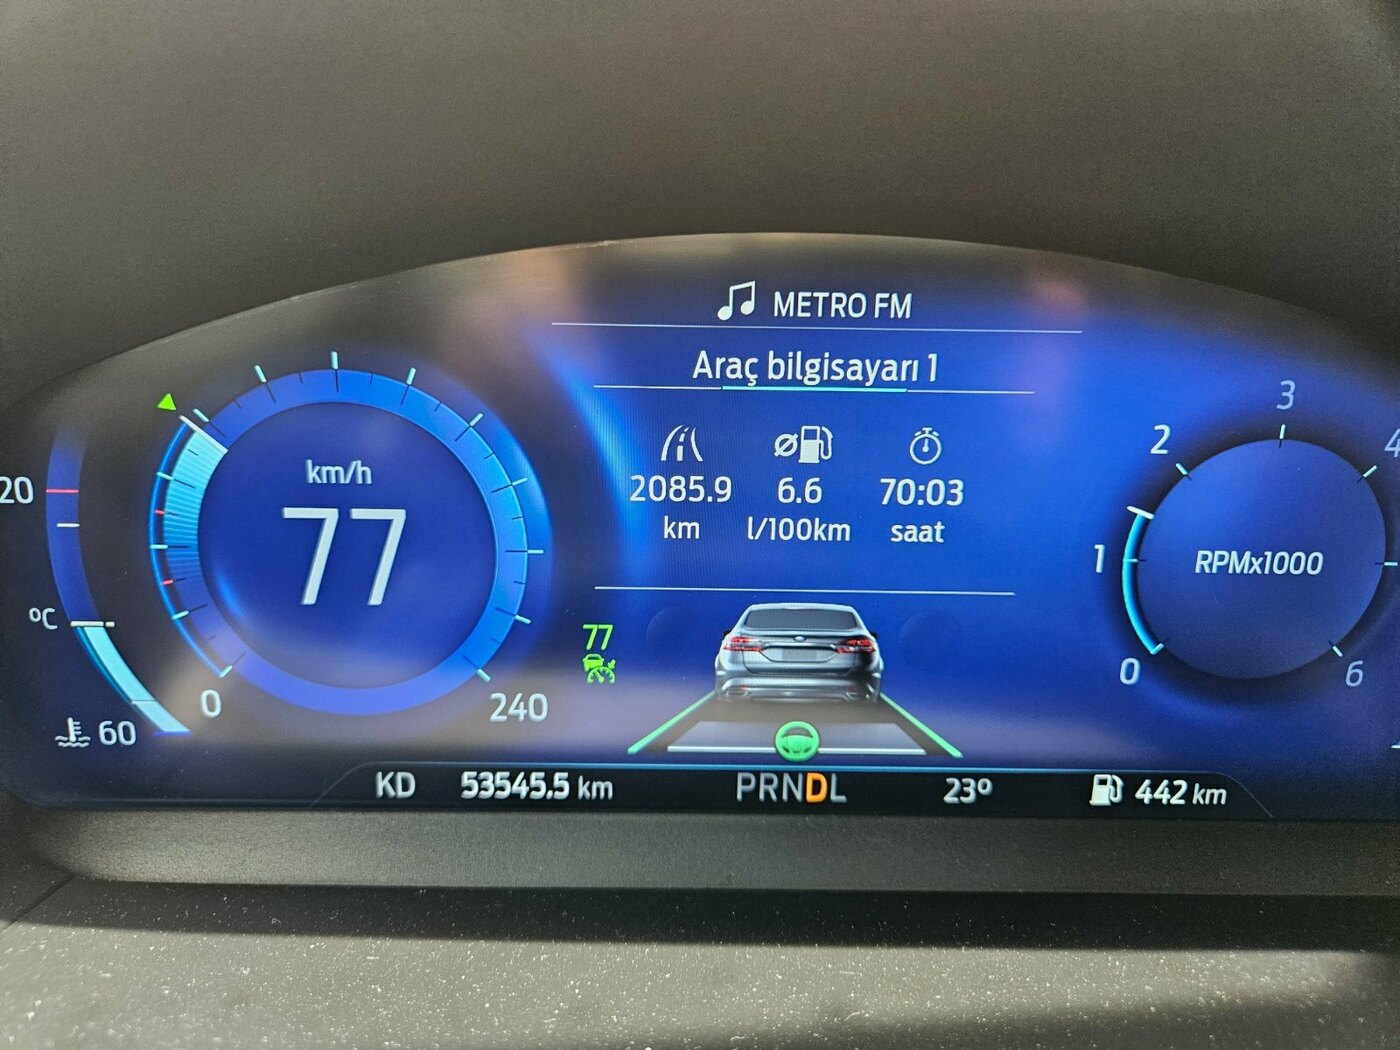 METRO FM
Araç bilgisayarı 1
2085.9 6.6 70:03
km l/100km saat
km/h
77
0 240
20
°C
60
77
0 1 2 3 4 6
RPMx1000
KD 53545.5 km PRNDL 23° 442 km